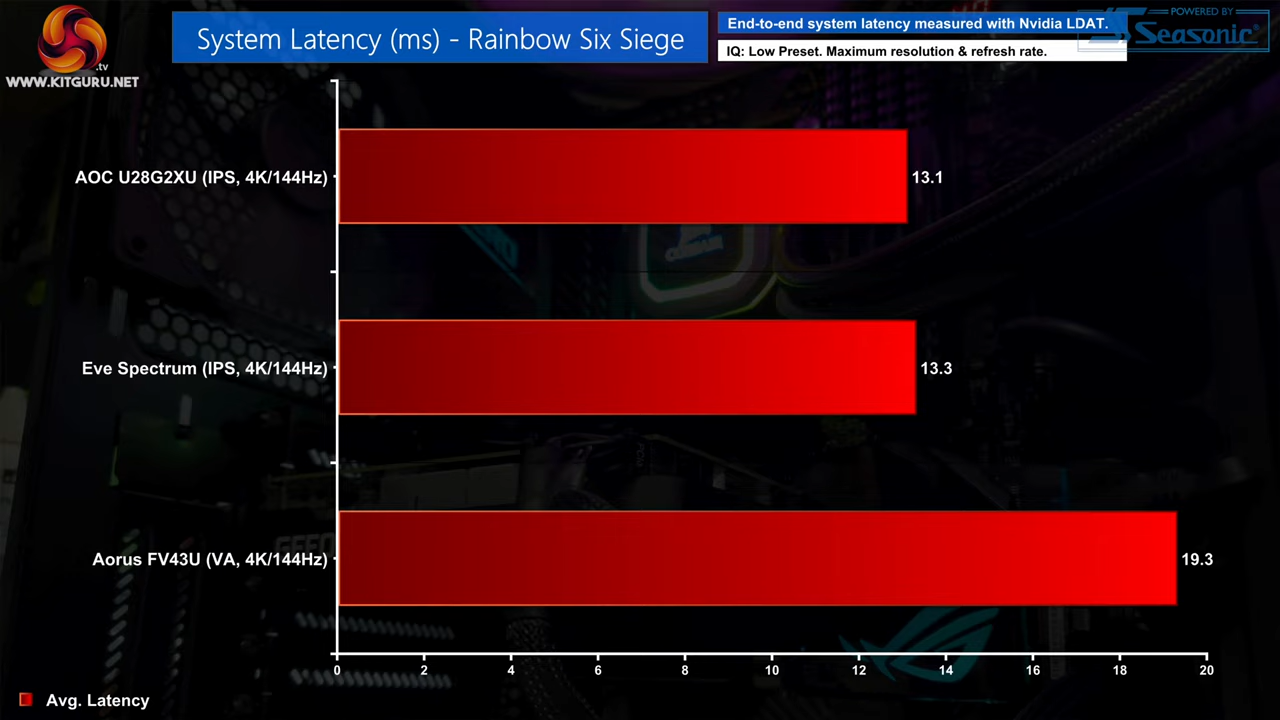 .tv
WWW.KITGURU.NET
System Latency (ms) - Rainbow Six Siege
End-to-end system latency measured with Nvidia LDAT.
IQ: Low Preset. Maximum resolution & refresh rate.
POWERED BY
Seasonic
AOC U28G2XU (IPS, 4K/144Hz)
13.1
CORSAIR
Eve Spectrum (IPS, 4K/144Hz)
13.3
Aorus FV43U (VA, 4K/144Hz)
19.3
0 2 4 6 8 10 12 14 16 18 20
Avg. Latency